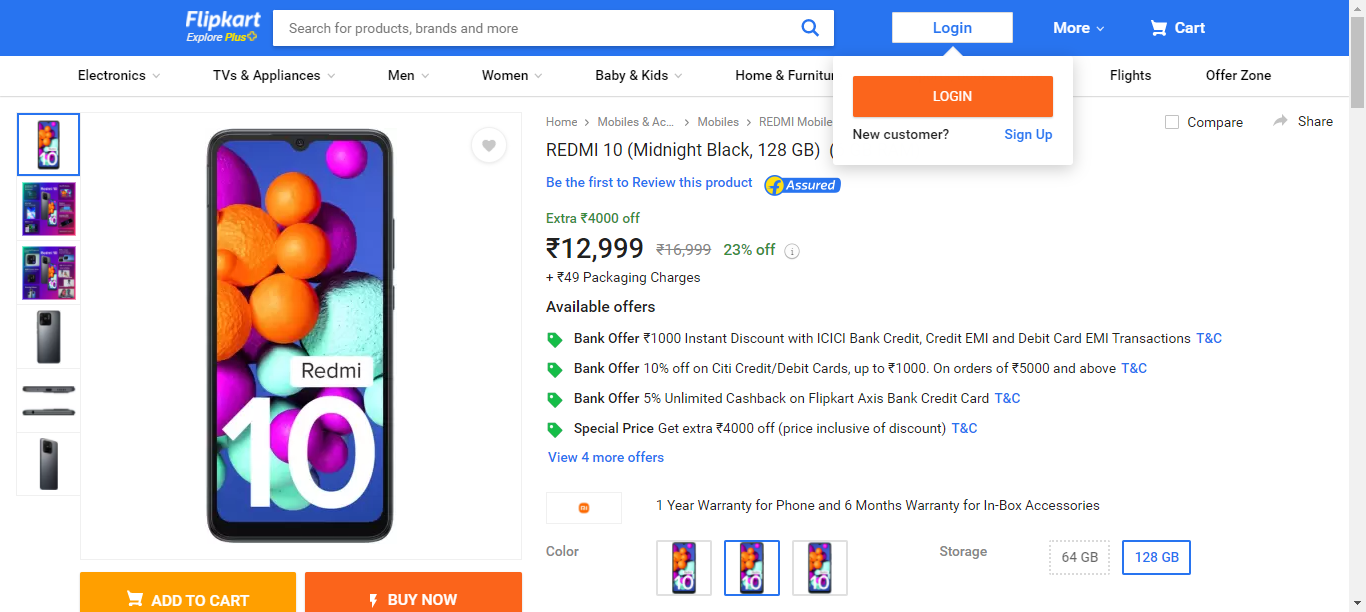 Flipkart
Explore Plus
Search for products, brands and more
Login
More
Cart
Electronics
TVs & Appliances
Men
Women
Baby & Kids
Home & Furnitur
Flights
Offer Zone
LOGIN
New customer? Sign Up
Home > Mobiles & Ac... > Mobiles > REDMI Mobile
Compare
Share
REDMI 10 (Midnight Black, 128 GB) (
Be the first to Review this product
f Assured
Extra ₹4000 off
₹12,999 ₹16,999 23% off i
+ ₹49 Packaging Charges
Available offers
Bank Offer ₹1000 Instant Discount with ICICI Bank Credit, Credit EMI and Debit Card EMI Transactions T&C
Bank Offer 10% off on Citi Credit/Debit Cards, up to ₹1000. On orders of ₹5000 and above T&C
Bank Offer 5% Unlimited Cashback on Flipkart Axis Bank Credit Card T&C
Special Price Get extra ₹4000 off (price inclusive of discount) T&C
View 4 more offers
1 Year Warranty for Phone and 6 Months Warranty for In-Box Accessories
Color
Storage
64 GB
128 GB
Redmi
10
ADD TO CART
BUY NOW